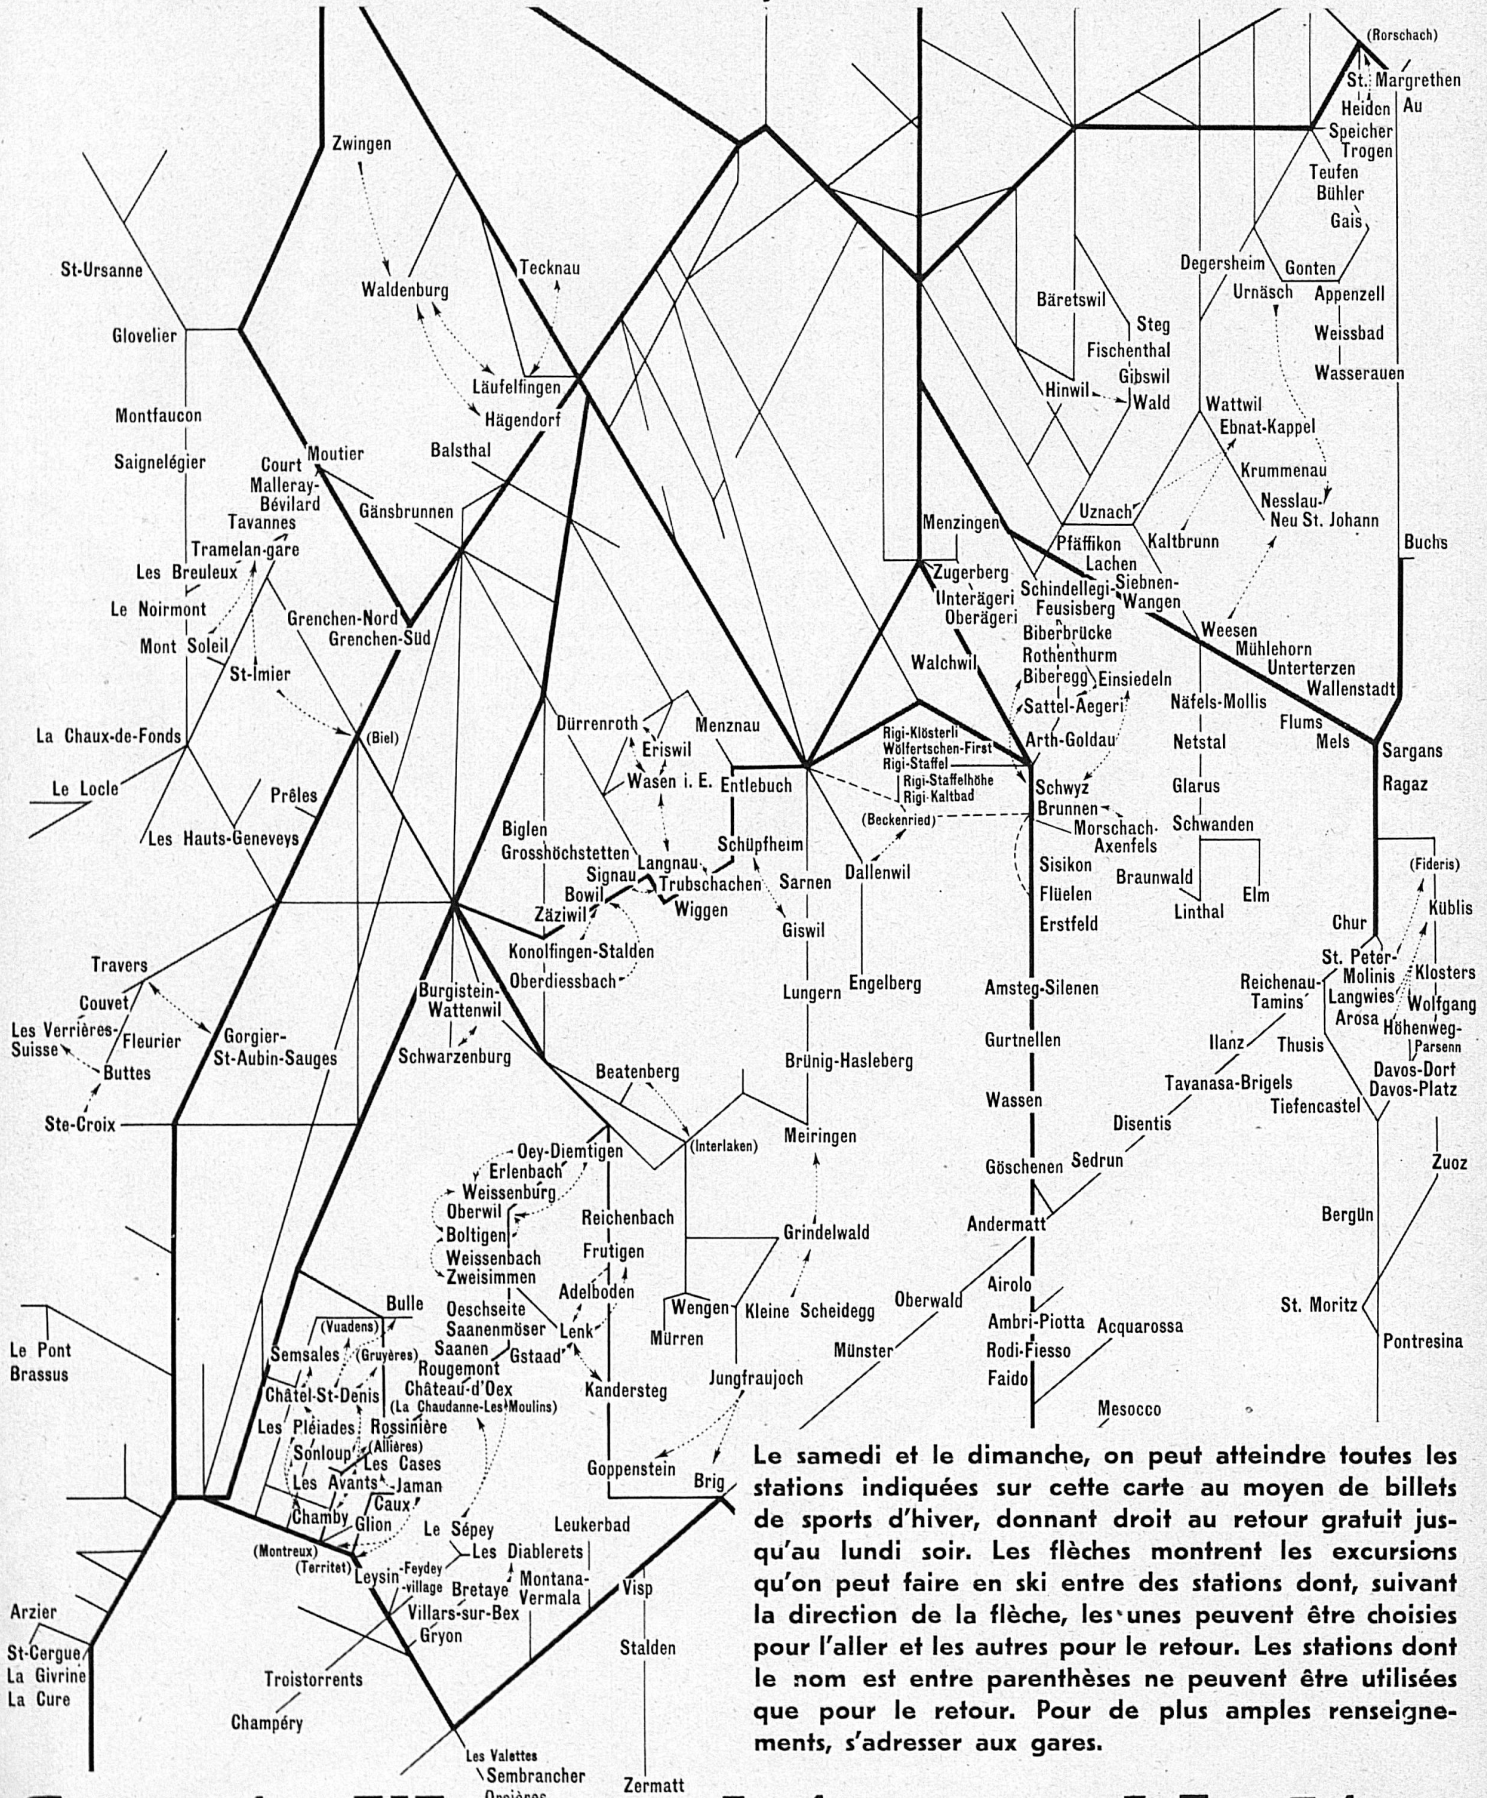 (Rorschach)
St. Margrethen
Heiden
Au
Speicher
Trogen
Zwingen
Teufen
Bühler
Gais
St-Ursanne
Tecknau
Degersheim
Gonten
Waldenburg
Bäretswil
Urnäsch
Appenzell
Glovelier
Steg
Weissbad
Fischenthal
Läufelfingen
Gibswil
Wasserauen
Hinwil
Wald
Wattwil
Montfaucon
Hägendorf
Ebnat-Kappel
Saignelégier
Court
Moutier
Balsthal
Krummenau
Malleray-
Bévilard
Gänsbrunnen
Uznach
Nesslau-
Neu St. Johann
Tavannes
Menzingen
Tramelan-gare
Pfäffikon
Kaltbrunn
Buchs
Les Breuleux
Lachen
Zugerberg
Siebnen-
Wangen
Le Noirmont
Unterägeri
Schindellegi-
Feusisberg
Oberägeri
Grenchen-Nord
Grenchen-Süd
Mont Soleil
Biberbrücke
Weesen
Rothenthurm
Mühlehorn
St-Imier
Walchwil
Biberegg
Einsiedeln
Unterterzen
Wallenstadt
Sattel-Aegeri
Näfels-Mollis
La Chaux-de-Fonds
(Biel)
Dürrenroth
Menznau
Flums
Eriswil
Rigi-Klösterli
Wölfertschen-First
Rigi-Staffel
Arth-Goldau
Netstal
Mels
Sargans
Le Locle
Prêles
Wasen i. E.
Entlebuch
Rigi-Staffelhöhe
Rigi-Kaltbad
Schwyz
Glarus
Ragaz
(Beckenried)
Brunnen
Les Hauts-Geneveys
Biglen
Morschach-
Axenfels
Schwanden
Grosshöchstetten
Langnau
Schüpfheim
Sisikon
(Fideris)
Signau
Trubschachen
Sarnen
Dallenwil
Braunwald
Bowil
Flüelen
Elm
Zäziwil
Wiggen
Linthal
Küblis
Giswil
Erstfeld
Chur
Konolfingen-Stalden
St. Peter-
Molinis
Travers
Oberdiessbach
Engelberg
Klosters
Burgistein-
Wattenwil
Lungern
Amsteg-Silenen
Reichenau-
Tamins
Langwies
Couvet
Wolfgang
Arosa
Les Verrières-
Suisse
Fleurier
Gorgier-
St-Aubin-Sauges
Höhenweg-
Parsenn
Gurtnellen
Ilanz
Thusis
Schwarzenburg
Brünig-Hasleberg
Buttes
Beatenberg
Davos-Dorf
Tavanasa-Brigels
Davos-Platz
Wassen
Tiefencastel
Ste-Croix
Disentis
Meiringen
(Interlaken)
Oey-Diemtigen
Erlenbach
Göschenen
Sedrun
Zuoz
Weissenburg
Oberwil
Reichenbach
Bergün
Boltigen
Grindelwald
Andermatt
Weissenbach
Frutigen
Zweisimmen
Airolo
Adelboden
Bulle
Oeschseite
Wengen
Kleine Scheidegg
Oberwald
St. Moritz
(Vuadens)
Saanenmöser
Lenk
Ambri-Piotta
Acquarossa
Le Pont
Semsales
(Gruyères)
Saanen
Gstaad
Mürren
Münster
Rodi-Fiesso
Pontresina
Brassus
Rougemont
Faido
Châtel-St-Denis
Château-d'Oex
Kandersteg
Jungfraujoch
(La Chaudanne-Les Moulins)
Mesocco
Les Pléiades
Rossinière
Sonloup
(Allières)
Les Cases
Goppenstein
Brig
Les Avants
Jaman
Caux
Chamby
Glion
Le Sépey
Leukerbad
(Montreux)
Les Diablerets
(Territet)
Leysin-Feydey
-village
Bretaye
Montana-
Vermala
Visp
Arzier
Villars-sur-Bex
Gryon
St-Cergue
Stalden
La Givrine
Troistorrents
La Cure
Champéry
Les Valettes
Sembrancher
Orsières
Zermatt
Le samedi et le dimanche, on peut atteindre toutes les
stations indiquées sur cette carte au moyen de billets
de sports d'hiver, donnant droit au retour gratuit jus-
qu'au lundi soir. Les flèches montrent les excursions
qu'on peut faire en ski entre des stations dont, suivant
la direction de la flèche, les unes peuvent être choisies
pour l'aller et les autres pour le retour. Les stations dont
le nom est entre parenthèses ne peuvent être utilisées
que pour le retour. Pour de plus amples renseigne-
ments, s'adresser aux gares.